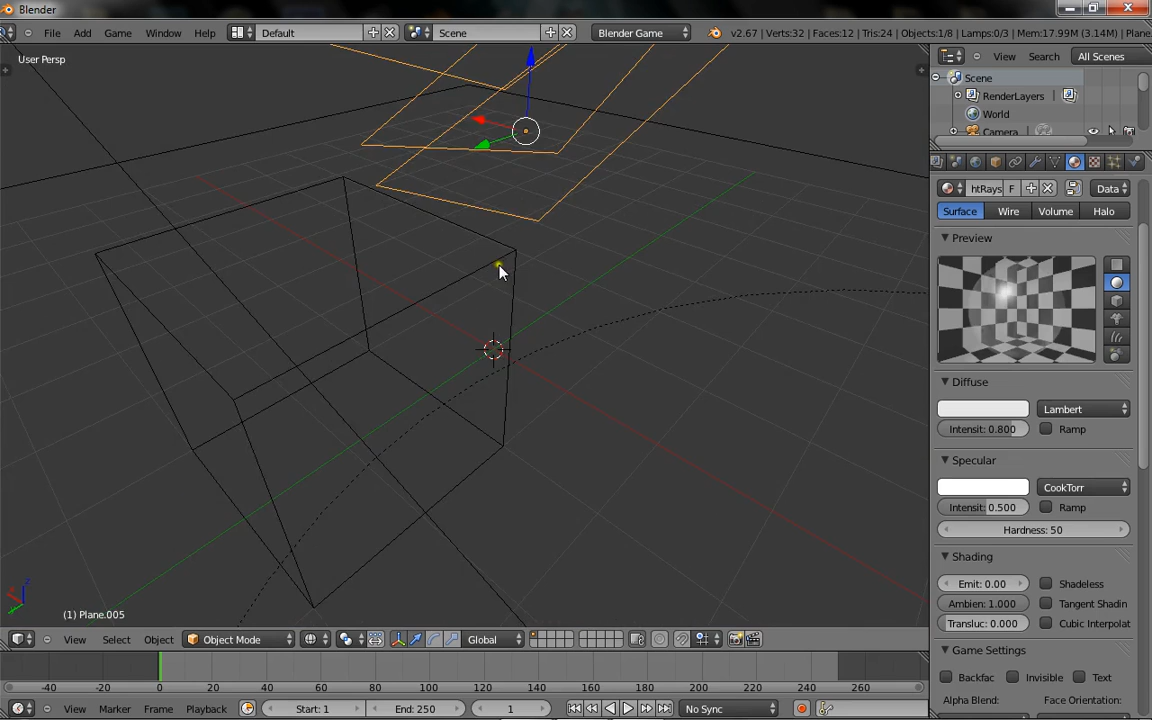 Blender
File Add Game Window Help Default Scene Blender Game v2.67 | Verts:32 | Faces:12 | Tris:24 | Objects:1/8 | Lamps:0/3 | Mem:17.99M (3.14M) | Plane
User Persp
View Search All Scenes
Scene
RenderLayers
World
Camera
htRays F Data
Surface Wire Volume Halo
Preview
Diffuse
Lambert
Intensit: 0.800 Ramp
Specular
CookTorr
Intensit: 0.500 Ramp
Hardness: 50
Shading
Emit: 0.00 Shadeless
Ambien: 1.000 Tangent Shadin
Transluc: 0.000 Cubic Interpolat
Game Settings
Backfac Invisible Text
Alpha Blend: Face Orientation:
(1) Plane.005
View Select Object Object Mode Global
-40 -20 0 20 40 60 80 100 120 140 160 180 200 220 240 260
View Marker Frame Playback Start: 1 End: 250 1 No Sync